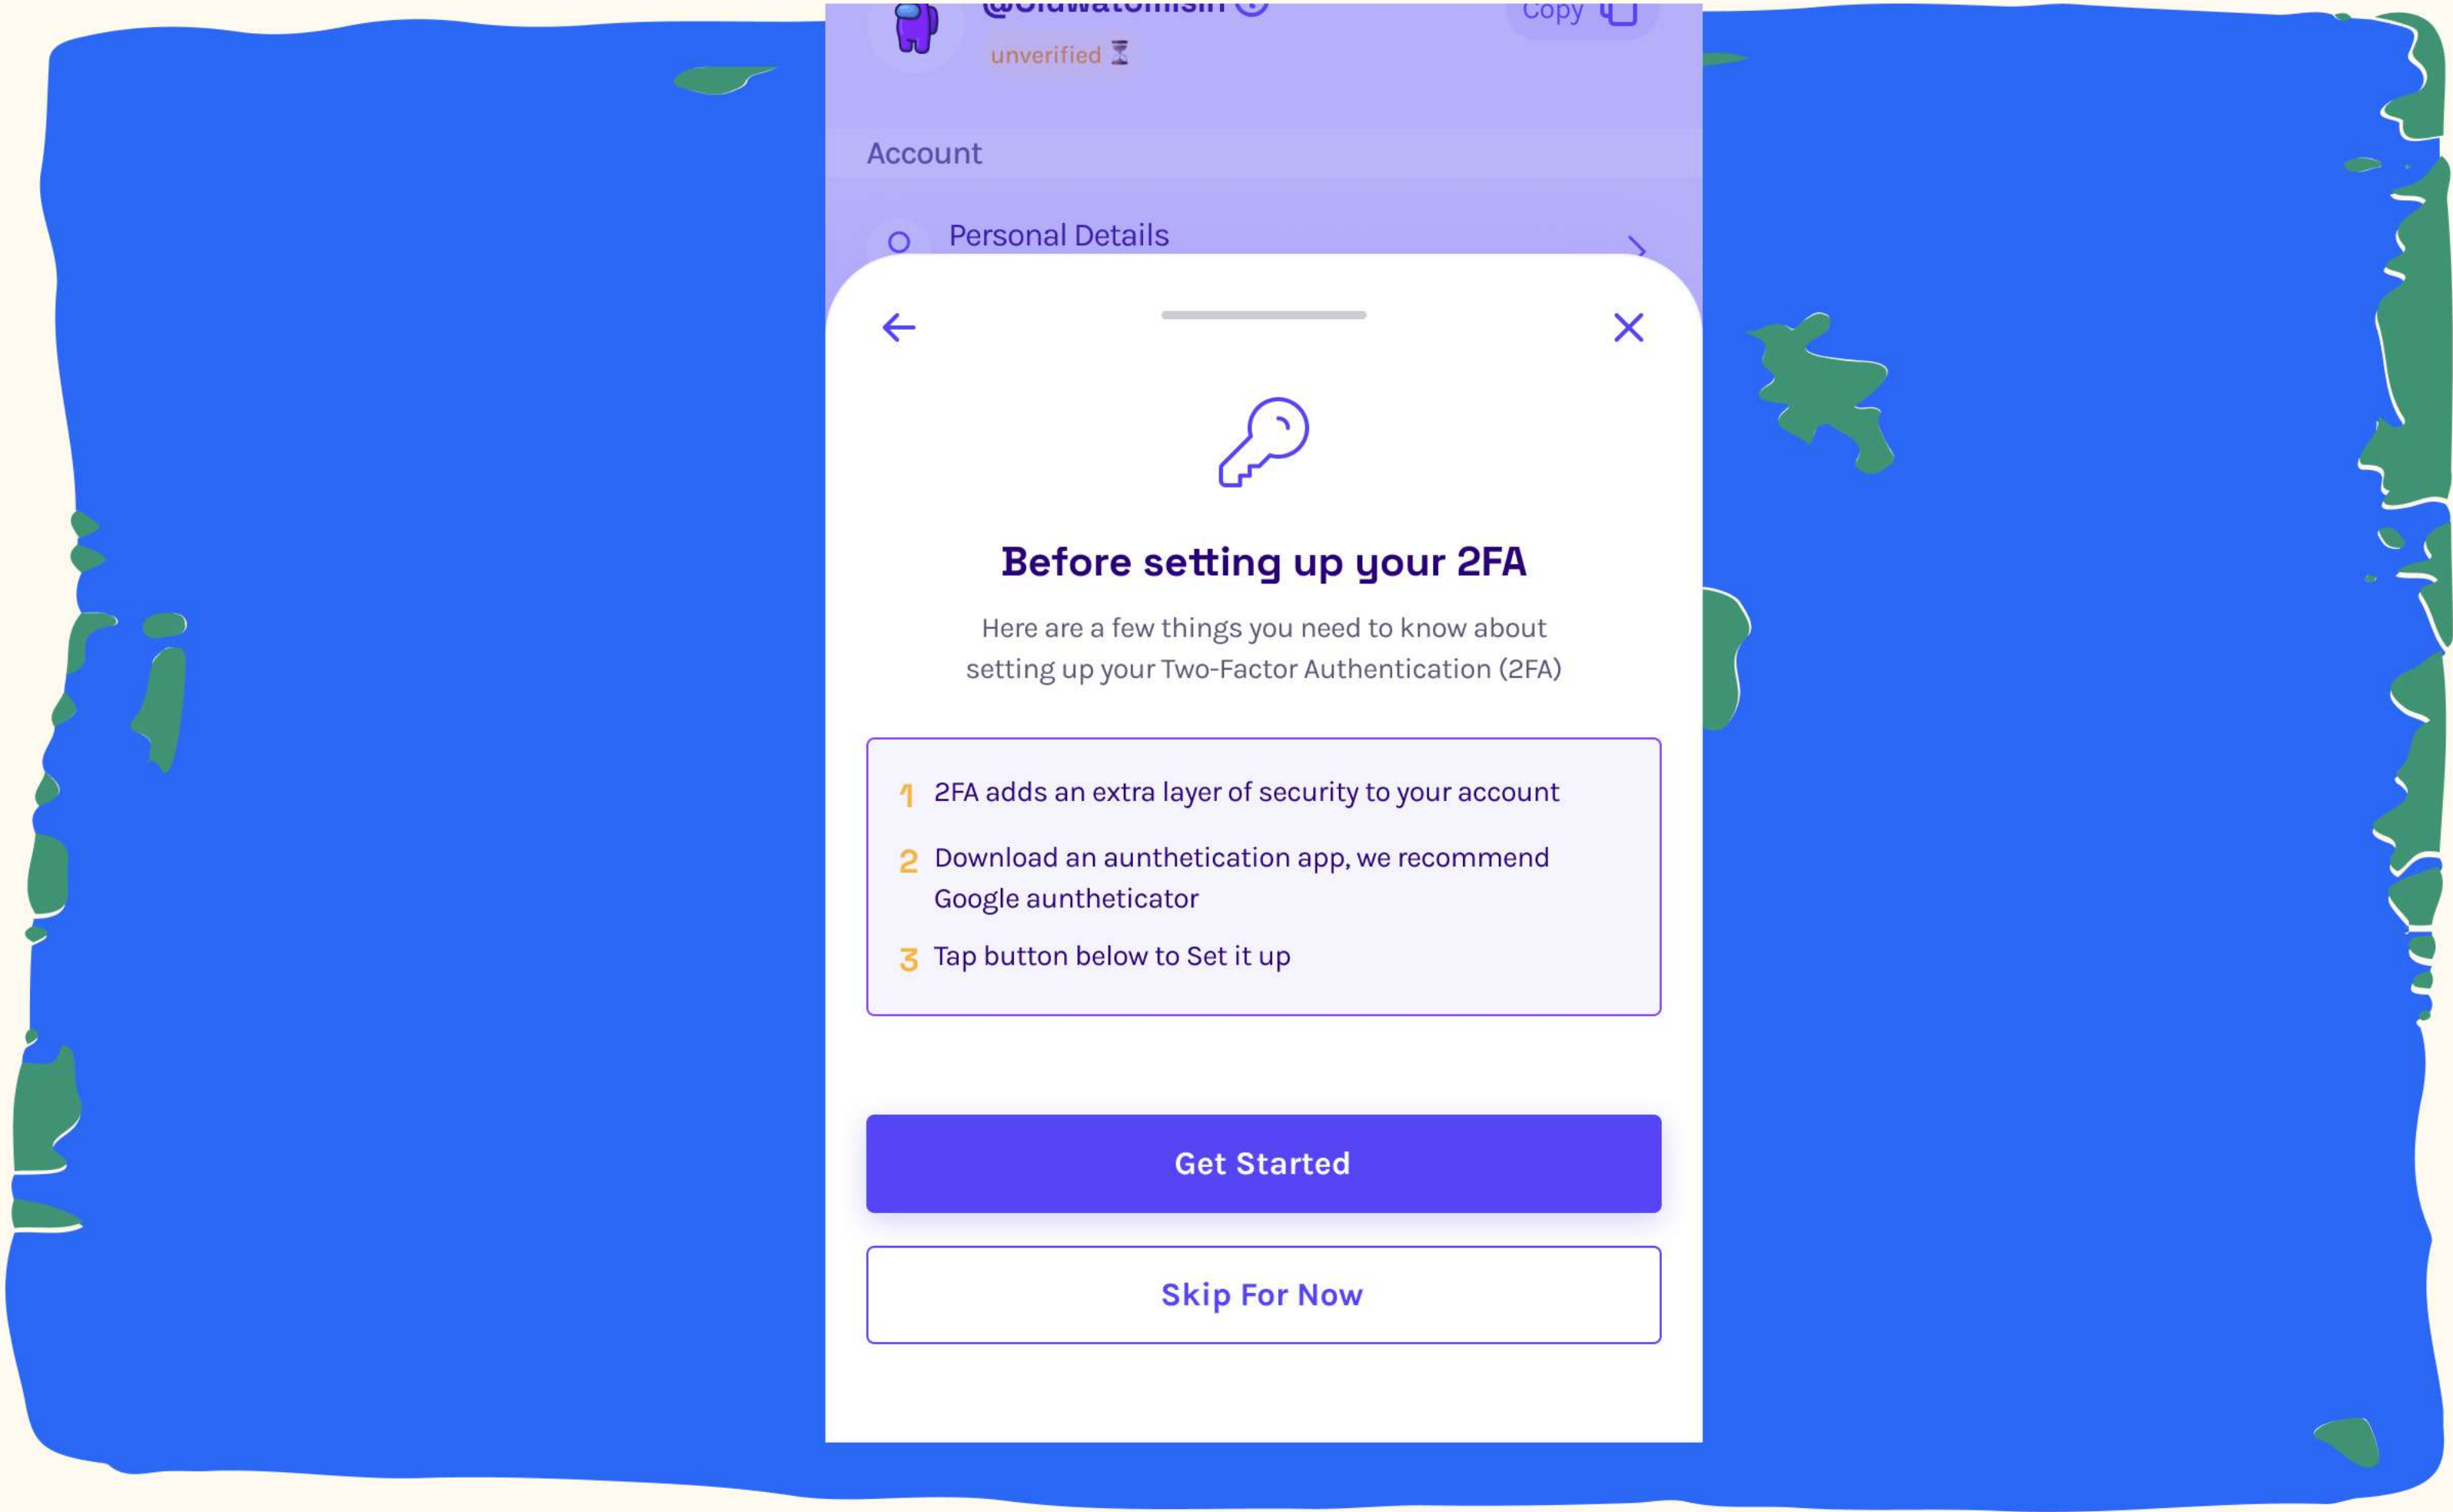 Copy
unverified
Account
Personal Details
Before setting up your 2FA
Here are a few things you need to know about
setting up your Two-Factor Authentication (2FA)
1 2FA adds an extra layer of security to your account
2 Download an aunthetication app, we recommend
Google auntheticator
3 Tap button below to Set it up
Get Started
Skip For Now